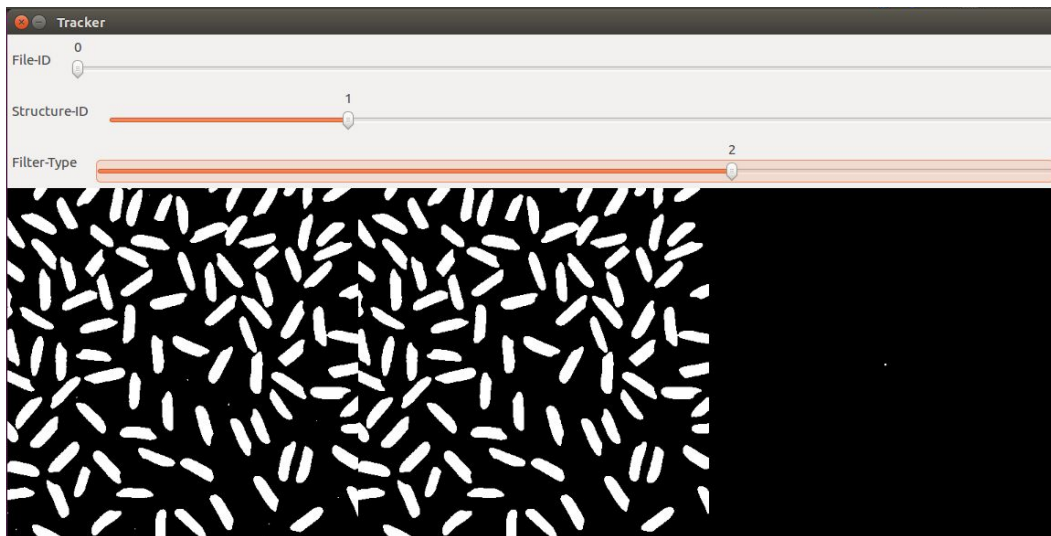 Tracker
0
File-ID
1
Structure-ID
2
Filter-Type